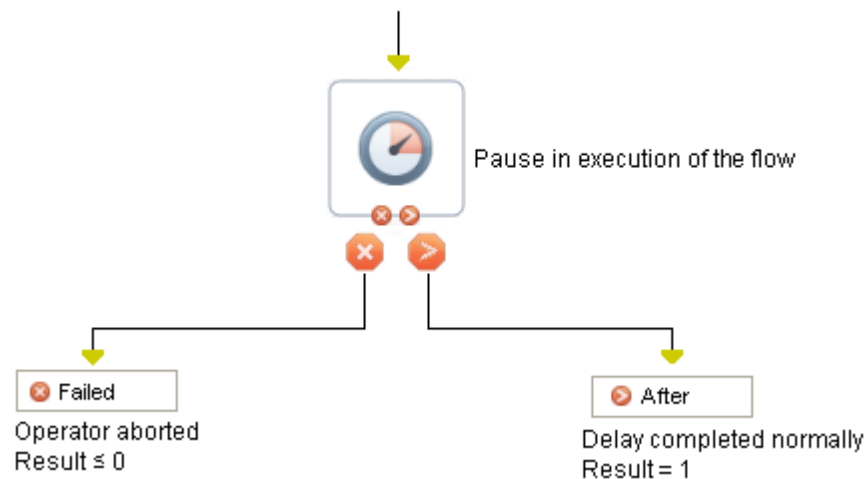 Pause in execution of the flow
Failed
Operator aborted
Result ≤ 0
After
Delay completed normally
Result = 1